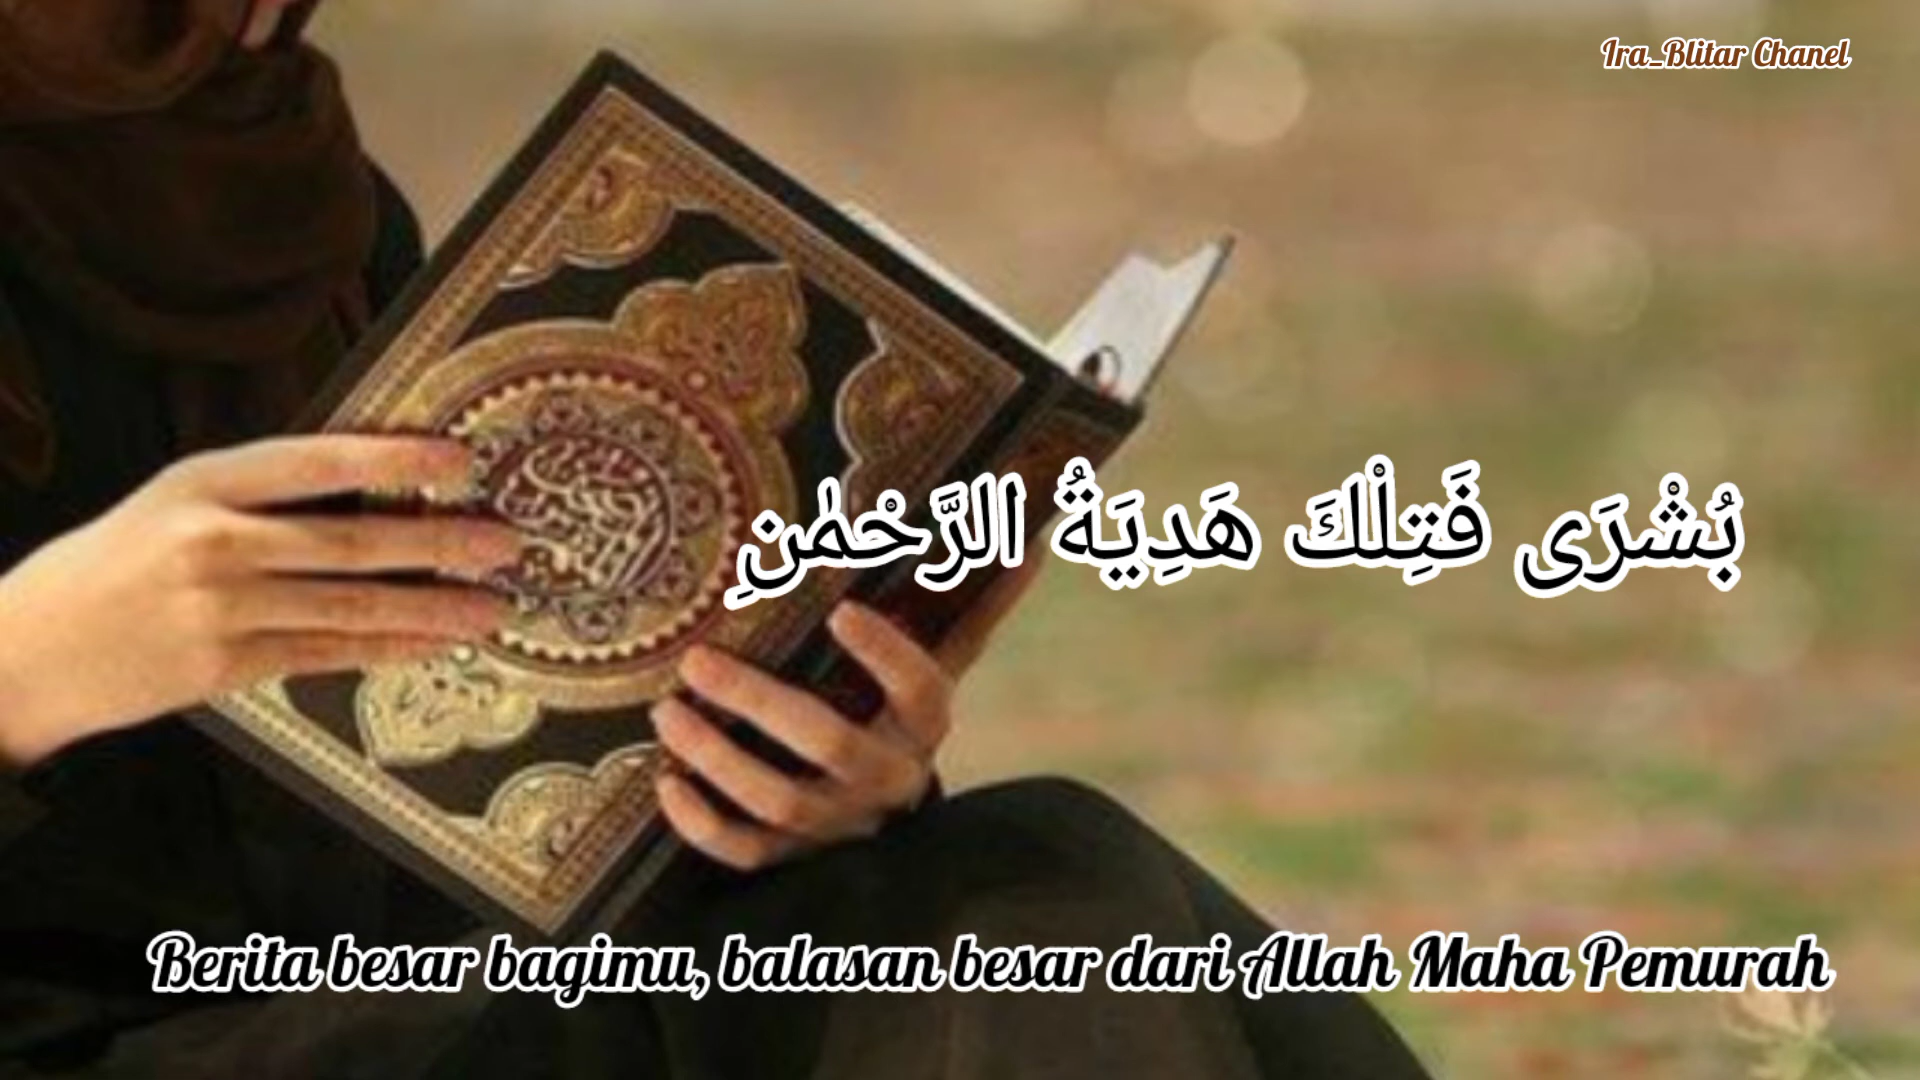 Ira_Blitar Chanel
بُشْرَى فَتِلْكَ هَدِيَةُ الرَّحْمٰنِ
Berita besar bagimu, balasan besar dari Allah Maha Pemurah